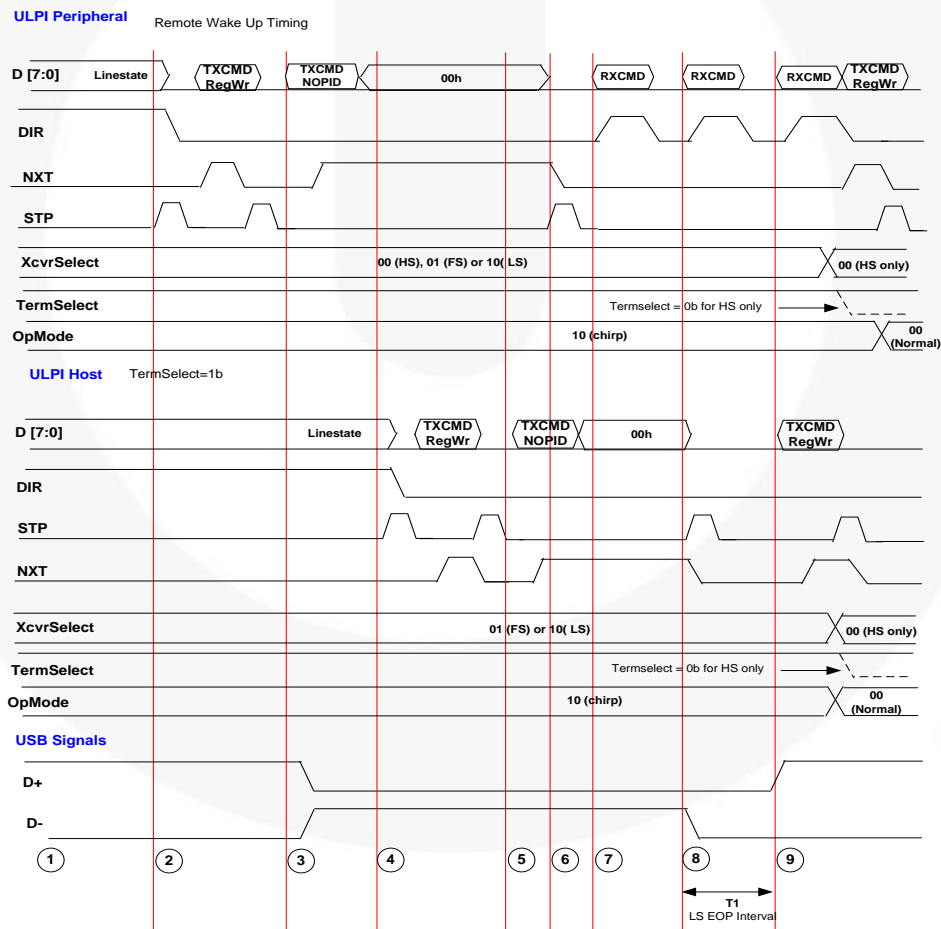 ULPI Peripheral Remote Wake Up Timing
D [7:0] Linestate TXCMD RegWr TXCMD NOPID 00h RXCMD RXCMD RXCMD TXCMD RegWr
DIR
NXT
STP
XcvrSelect 00 (HS), 01 (FS) or 10( LS) 00 (HS only)
TermSelect Termselect = 0b for HS only
OpMode 10 (chirp) 00 (Normal)
ULPI Host TermSelect=1b
D [7:0] Linestate TXCMD RegWr TXCMD NOPID 00h TXCMD RegWr
DIR
STP
NXT
XcvrSelect 01 (FS) or 10( LS) 00 (HS only)
TermSelect Termselect = 0b for HS only
OpMode 10 (chirp) 00 (Normal)
USB Signals
D+
D-
1 2 3 4 5 6 7 8 9
T1
LS EOP Interval